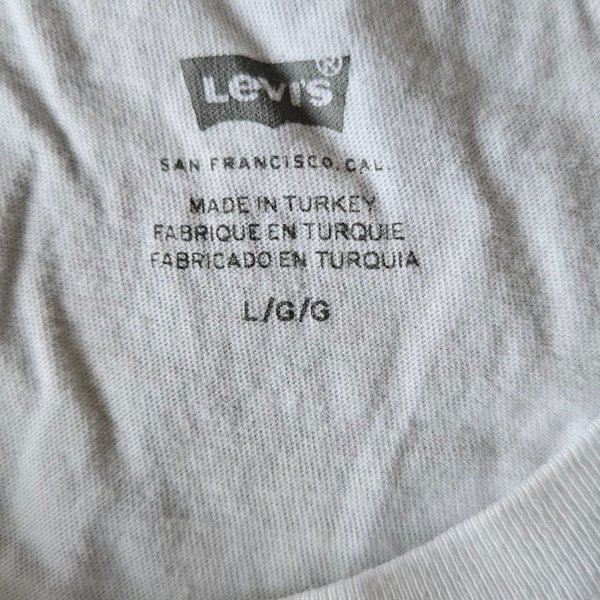 Levi's®
SAN FRANCISCO, CAL.
MADE IN TURKEY
FABRIQUE EN TURQUIE
FABRICADO EN TURQUIA
L/G/G